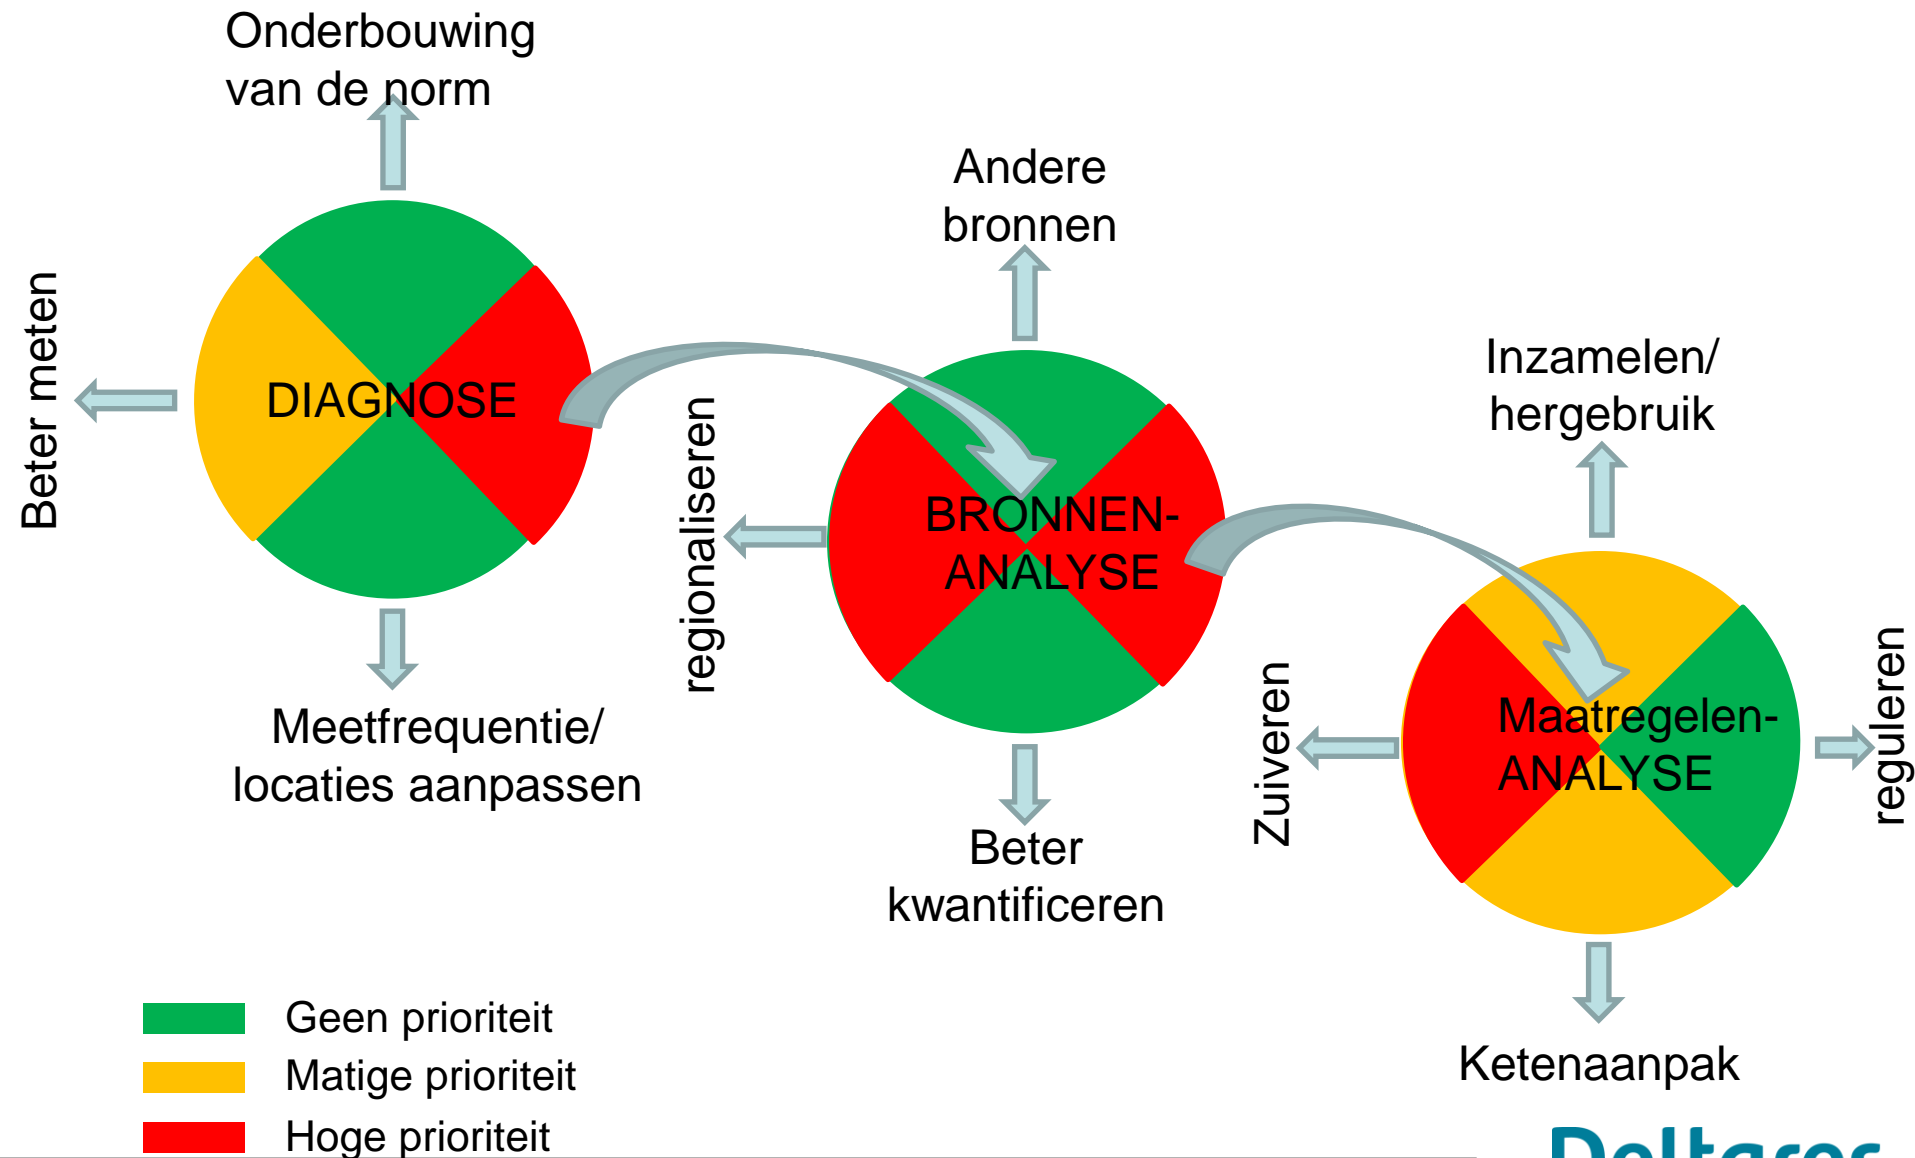 Onderbouwing
van de norm
Beter meten
DIAGNOSE
Meetfrequentie/
locaties aanpassen
Andere
bronnen
regionaliseren
BRONNEN-
ANALYSE
Beter
kwantificeren
Inzamelen/
hergebruik
Zuiveren
Maatregelen-
ANALYSE
reguleren
Ketenaanpak
Geen prioriteit
Matige prioriteit
Hoge prioriteit
Deltares